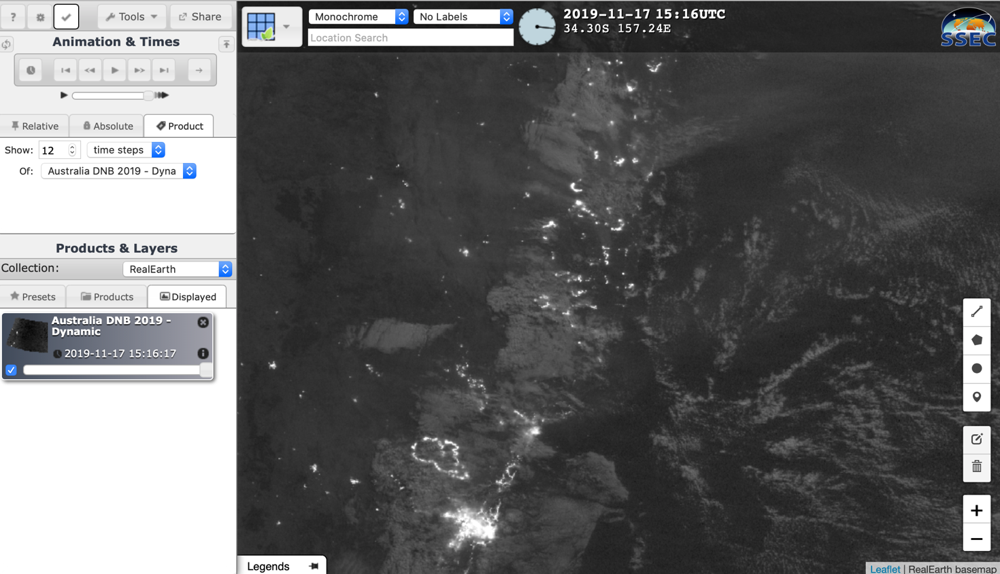 ?
Tools
Share
Animation & Times
Relative
Absolute
Product
Show:
12
time steps
Of:
Australia DNB 2019 - Dyna
Products & Layers
Collection:
RealEarth
Presets
Products
Displayed
Australia DNB 2019 -
Dynamic
2019-11-17 15:16:17
i
Monochrome
No Labels
Location Search
2019-11-17 15:16UTC
34.30S 157.24E
SSEC
+
−
Legends
Leaflet | RealEarth basemap